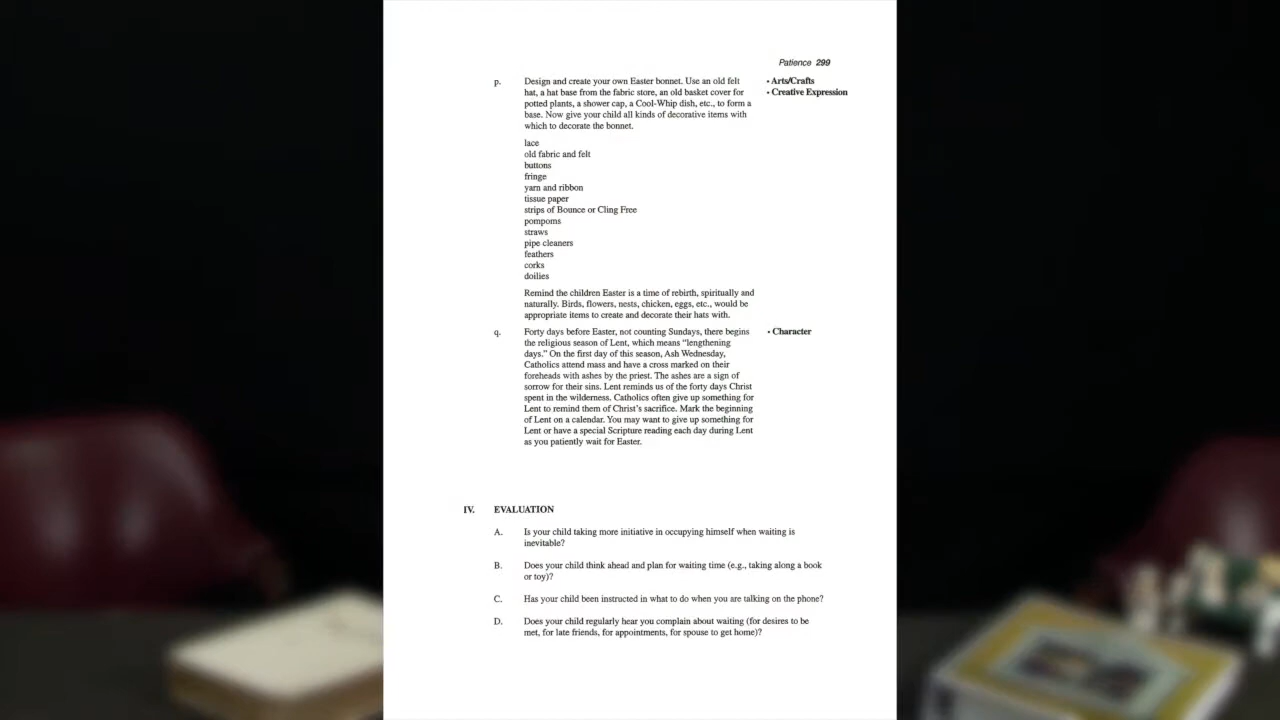 Patience 299
p. Design and create your own Easter bonnet. Use an old felt
hat, a hat base from the fabric store, an old basket cover for
potted plants, a shower cap, a Cool-Whip dish, etc., to form a
base. Now give your child all kinds of decorative items with
which to decorate the bonnet.
• Arts/Crafts
• Creative Expression
lace
old fabric and felt
buttons
fringe
yarn and ribbon
tissue paper
strips of Bounce or Cling Free
pompoms
straws
pipe cleaners
feathers
corks
doilies
Remind the children Easter is a time of rebirth, spiritually and
naturally. Birds, flowers, nests, chicken, eggs, etc., would be
appropriate items to create and decorate their hats with.
q. Forty days before Easter, not counting Sundays, there begins
the religious season of Lent, which means “lengthening
days.” On the first day of this season, Ash Wednesday,
Catholics attend mass and have a cross marked on their
foreheads with ashes by the priest. The ashes are a sign of
sorrow for their sins. Lent reminds us of the forty days Christ
spent in the wilderness. Catholics often give up something for
Lent to remind them of Christ’s sacrifice. Mark the beginning
of Lent on a calendar. You may want to give up something for
Lent or have a special Scripture reading each day during Lent
as you patiently wait for Easter.
• Character
IV. EVALUATION
A. Is your child taking more initiative in occupying himself when waiting is
inevitable?
B. Does your child think ahead and plan for waiting time (e.g., taking along a book
or toy)?
C. Has your child been instructed in what to do when you are talking on the phone?
D. Does your child regularly hear you complain about waiting (for desires to be
met, for late friends, for appointments, for spouse to get home)?